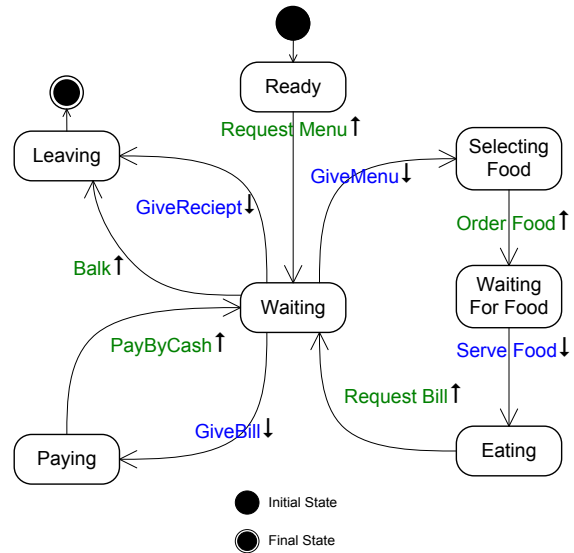 Ready
Request Menu↑
Leaving
Selecting
Food
GiveMenu↓
GiveReciept↓
Order Food↑
Balk↑
Waiting
Waiting
For Food
PayByCash↑
Serve Food↓
Request Bill↑
GiveBill↓
Paying
Eating
Initial State
Final State